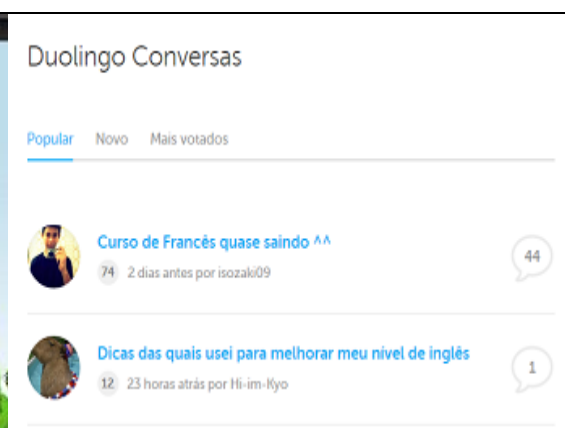 Duolingo Conversas
Popular Novo Mais votados
Curso de Francês quase saindo ^^
74 2 dias antes por isozaki09
44
Dicas das quais usei para melhorar meu nível de inglês
12 23 horas atrás por Hi-im-Kyo
1